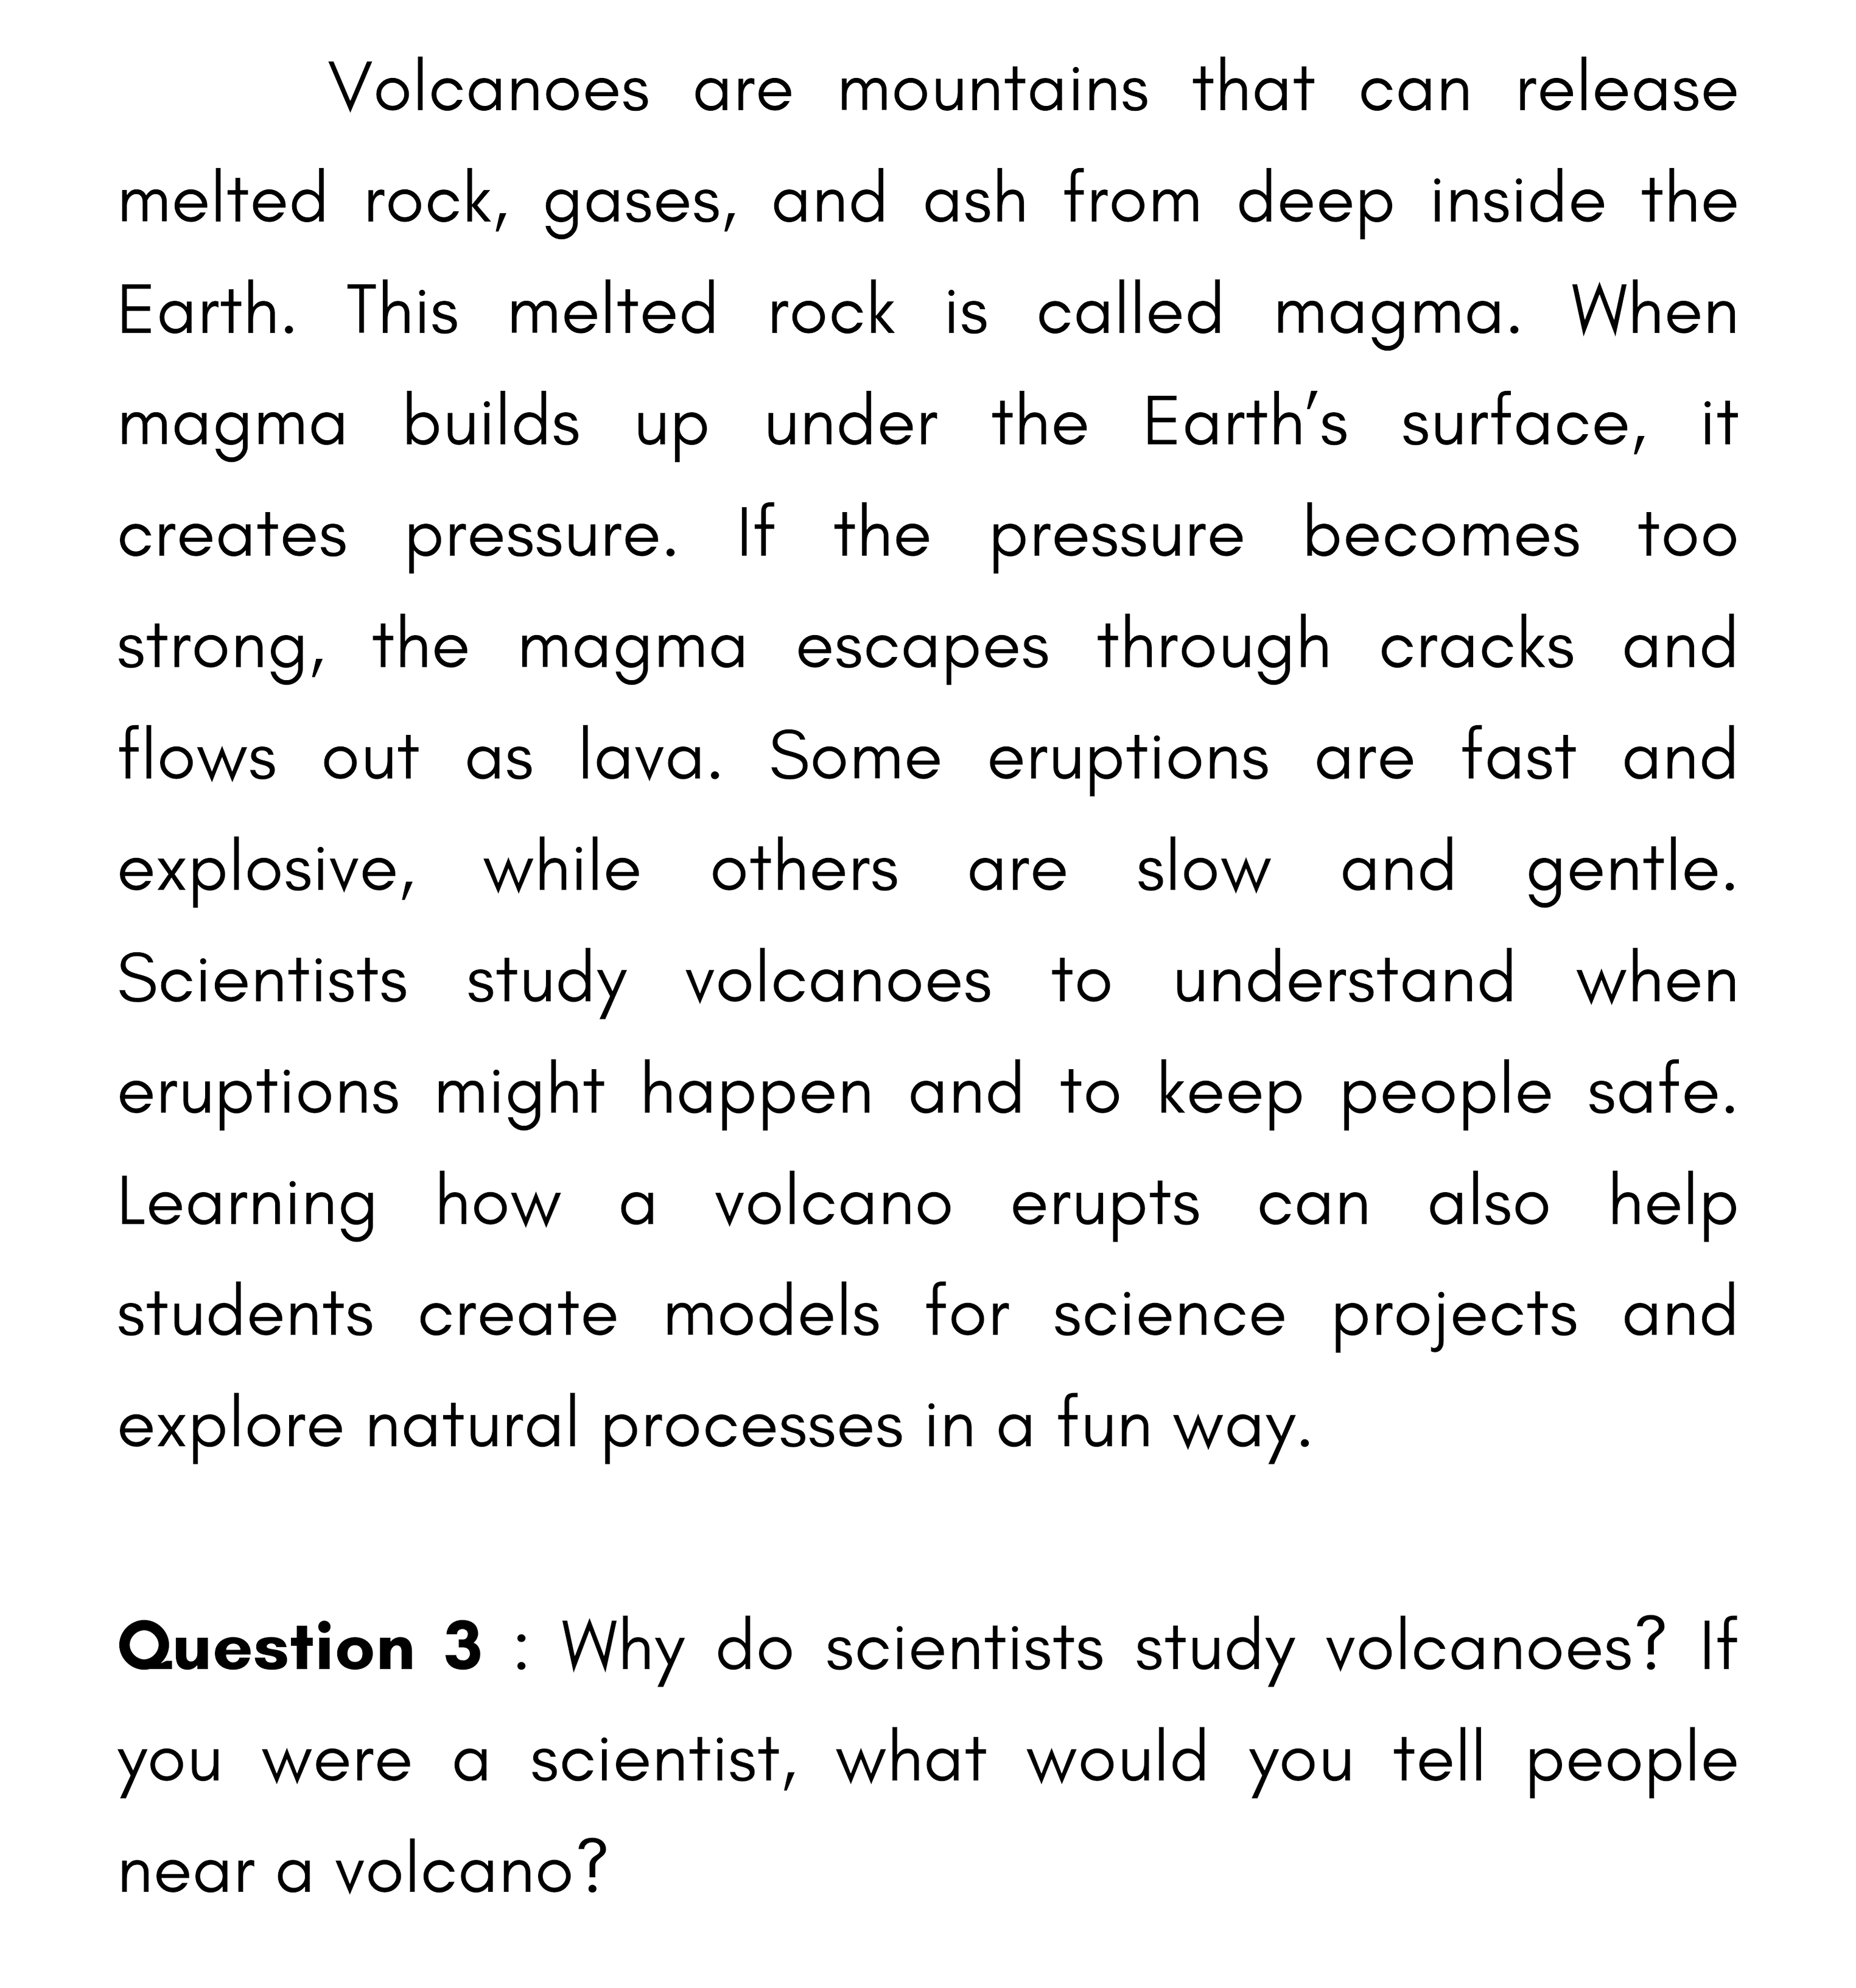 Volcanoes are mountains that can release
melted rock, gases, and ash from deep inside the
Earth. This melted rock is called magma. When
magma builds up under the Earth’s surface, it
creates pressure. If the pressure becomes too
strong, the magma escapes through cracks and
flows out as lava. Some eruptions are fast and
explosive, while others are slow and gentle.
Scientists study volcanoes to understand when
eruptions might happen and to keep people safe.
Learning how a volcano erupts can also help
students create models for science projects and
explore natural processes in a fun way.
Question 3 : Why do scientists study volcanoes? If
you were a scientist, what would you tell people
near a volcano?